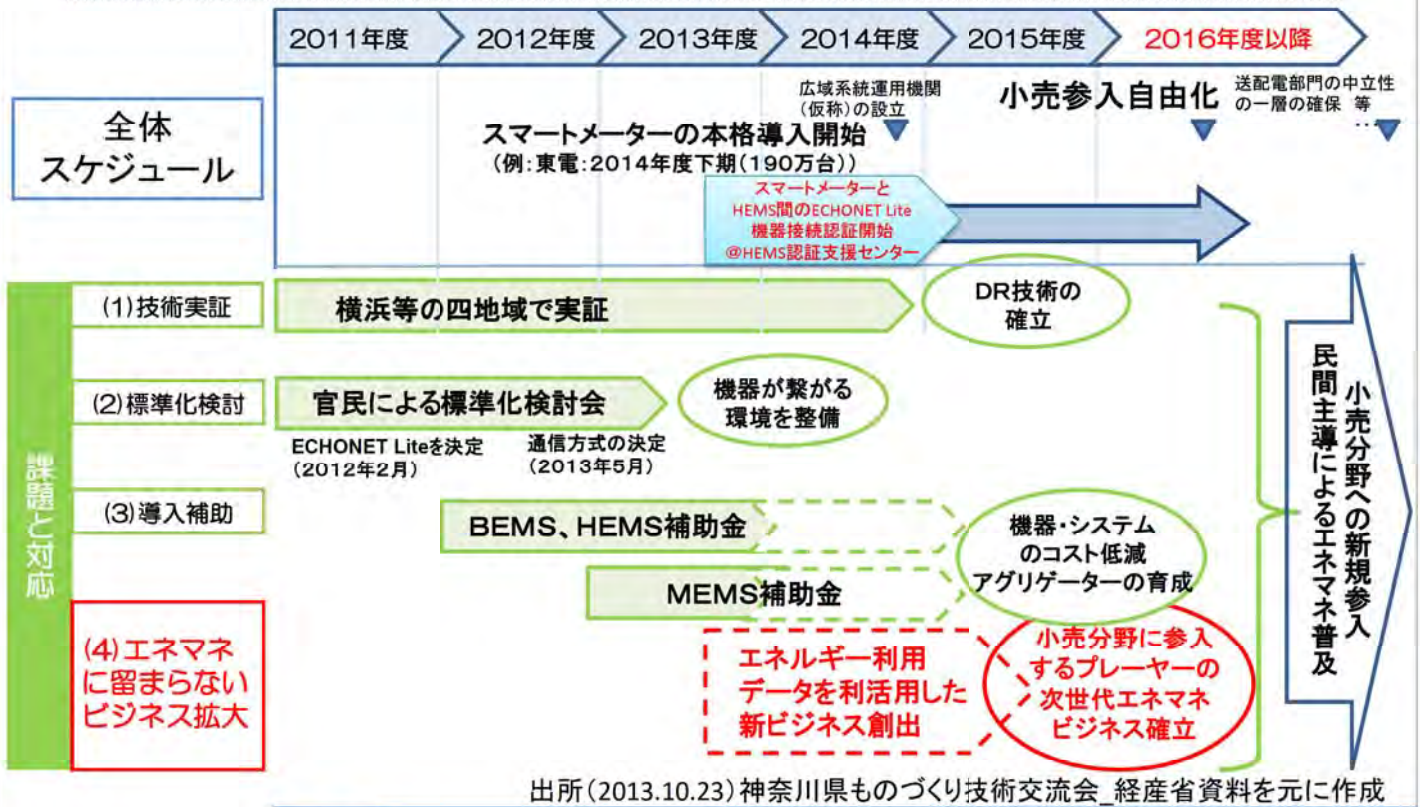 2011年度
2012年度
2013年度
2014年度
2015年度
2016年度以降
全体
スケジュール
広域系統運用機関
(仮称)の設立
小売参入自由化
送配電部門の中立性
の一層の確保 等
...
スマートメーターの本格導入開始
(例:東電:2014年度下期(190万台))
スマートメーターと
HEMS間のECHONET Lite
機器接続認証開始
@HEMS認証支援センター
課題と対応
(1)技術実証
横浜等の四地域で実証
DR技術の
確立
(2)標準化検討
官民による標準化検討会
機器が繋がる
環境を整備
ECHONET Liteを決定
(2012年2月)
通信方式の決定
(2013年5月)
(3)導入補助
BEMS、HEMS補助金
MEMS補助金
機器・システム
のコスト低減
アグリゲーターの育成
(4)エネマネ
に留まらない
ビジネス拡大
エネルギー利用
データを利活用した
新ビジネス創出
小売分野に参入
するプレーヤーの
次世代エネマネ
ビジネス確立
小売分野への新規参入
民間主導によるエネマネ普及
出所(2013.10.23)神奈川県ものづくり技術交流会_経産省資料を元に作成